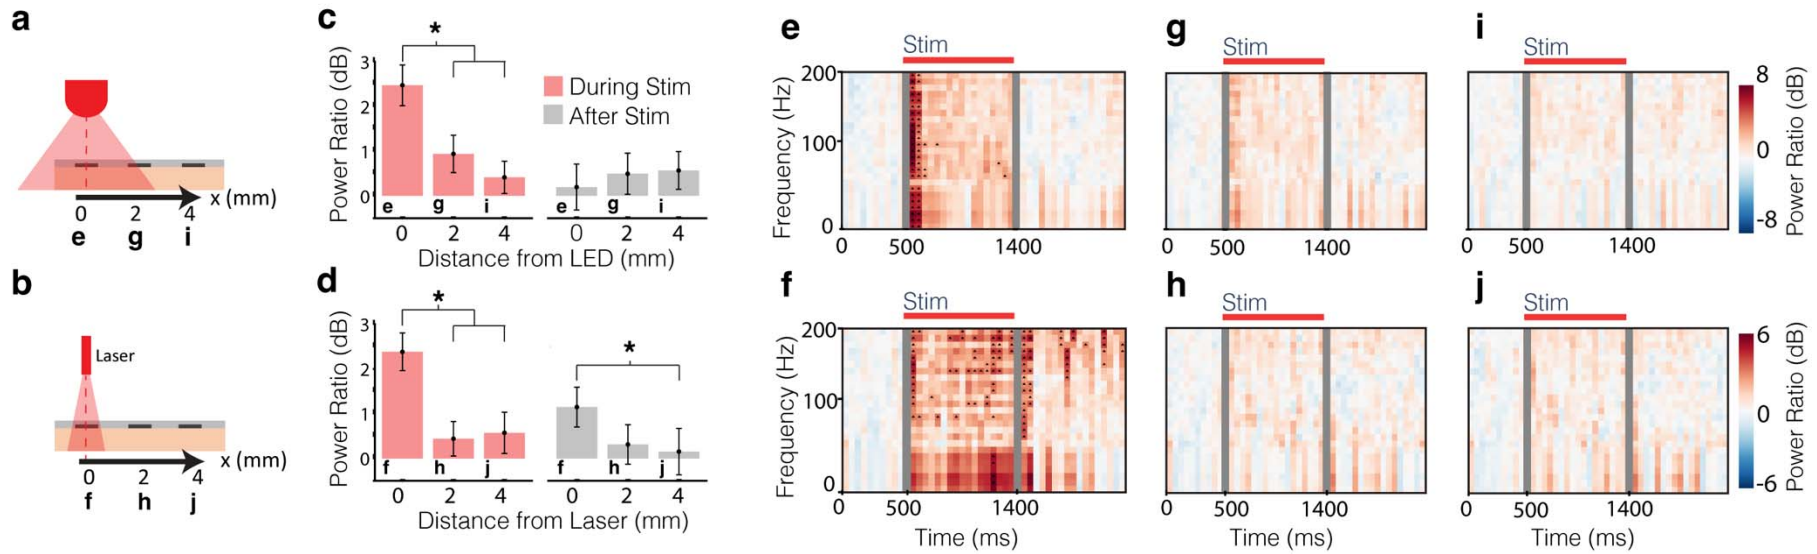 a
0 2 4 x (mm)
e g i
b
Laser
0 2 4 x (mm)
f h j
c
*
Power Ratio (dB)
3
2
1
0
During Stim
After Stim
e g i e g i
0 2 4 0 2 4
Distance from LED (mm)
d
* *
Power Ratio (dB)
3
2
1
0
f h j f h j
0 2 4 0 2 4
Distance from Laser (mm)
e g i
Stim Stim Stim
Frequency (Hz)
200
100
0
0 500 1400 0 500 1400 0 500 1400
8
0
-8
Power Ratio (dB)
f h j
Stim Stim Stim
Frequency (Hz)
200
100
0
0 500 1400 0 500 1400 0 500 1400
Time (ms) Time (ms) Time (ms)
6
0
-6
Power Ratio (dB)